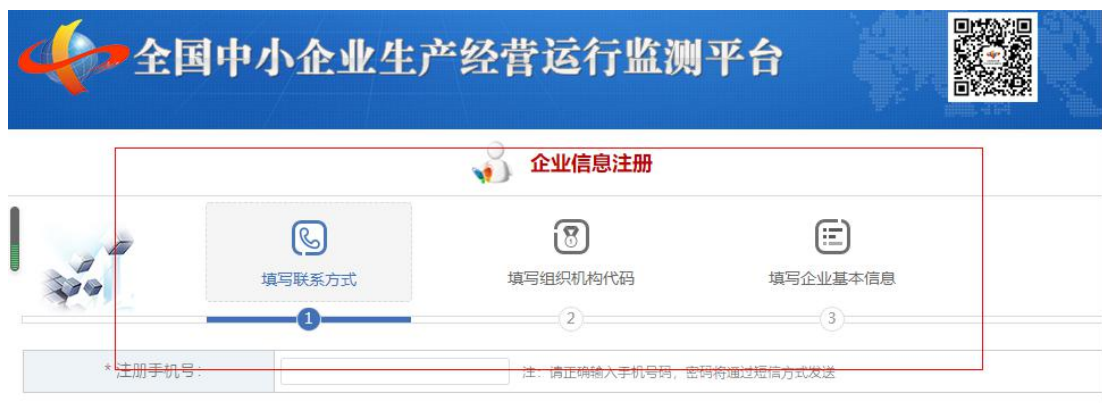 全国中小企业生产经营运行监测平台
企业信息注册
填写联系方式 填写组织机构代码 填写企业基本信息
1 2 3
*注册手机号: 注: 请正确输入手机号码, 密码将通过短信方式发送